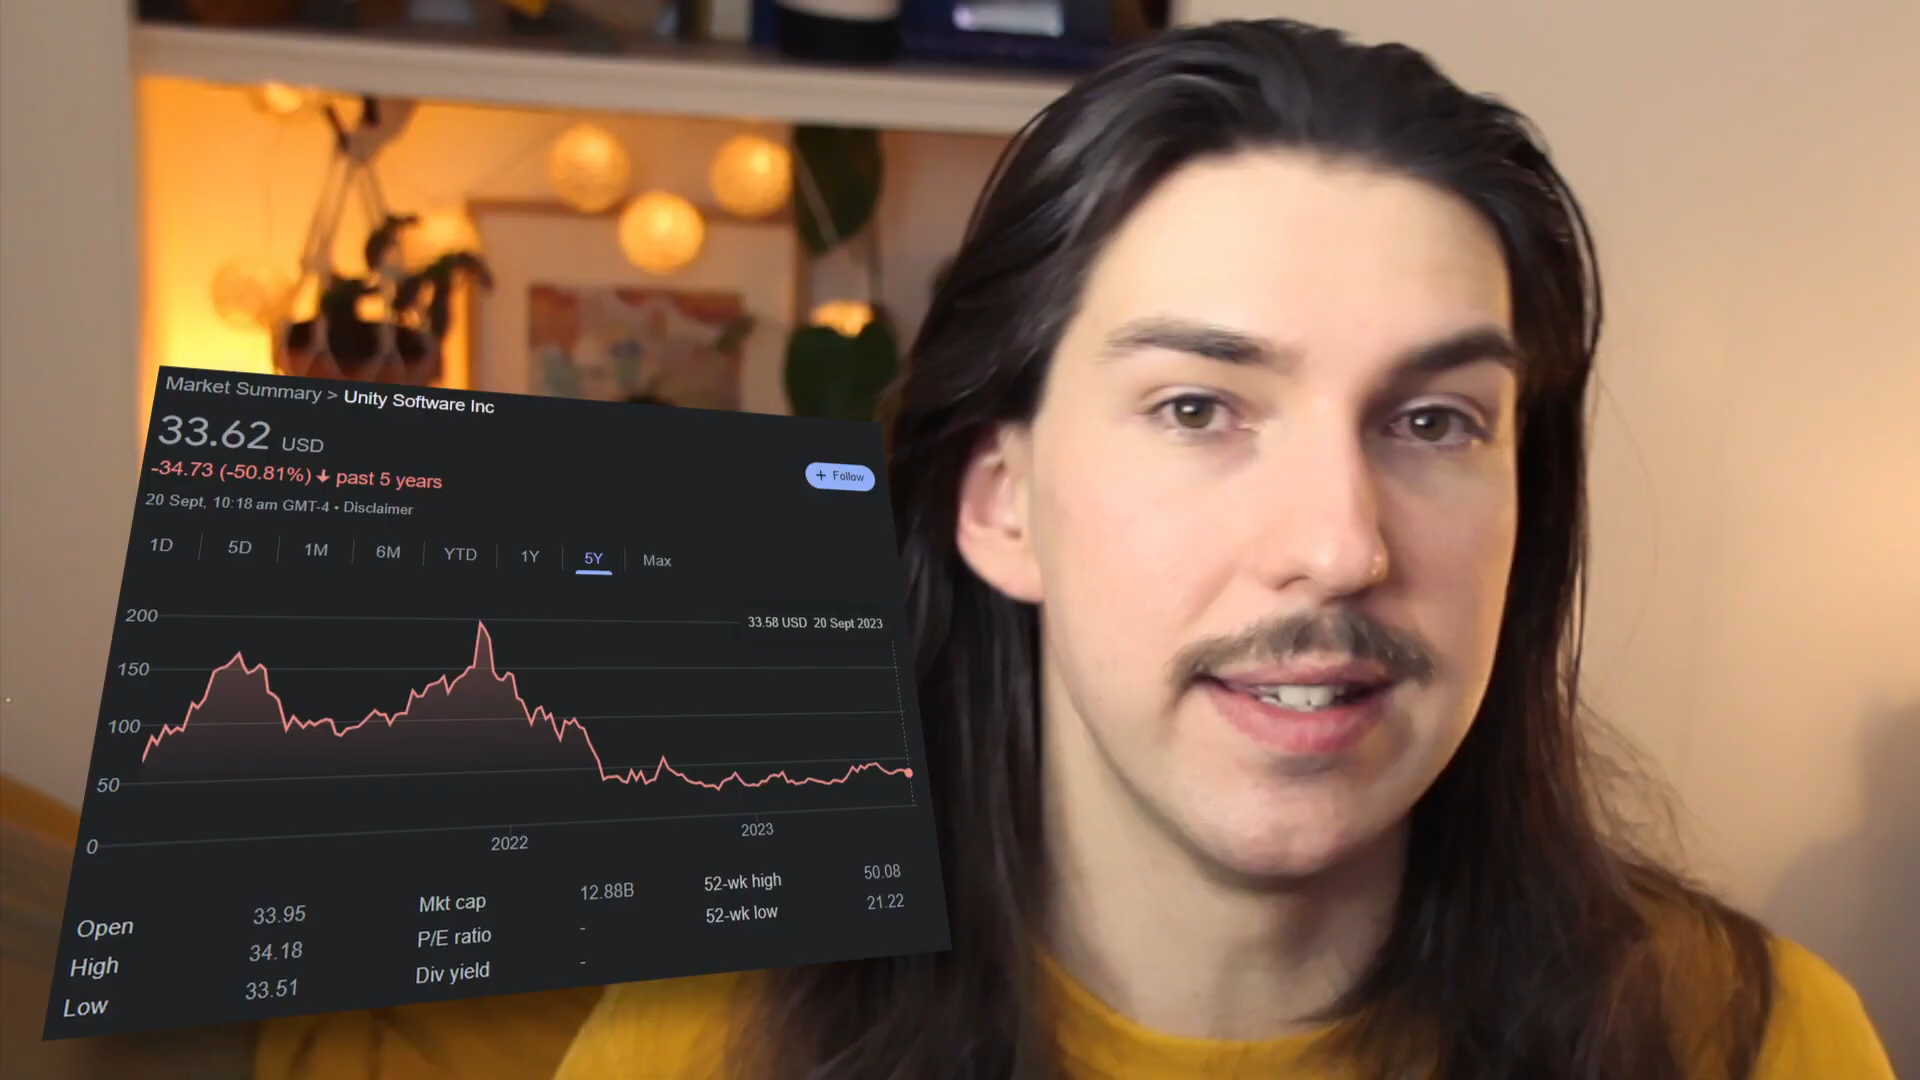 Market Summary > Unity Software Inc
33.62 USD
-34.73 (-50.81%) ↓ past 5 years
+ Follow
20 Sept, 10:18 am GMT-4 • Disclaimer
1D 5D 1M 6M YTD 1Y 5Y Max
33.58 USD 20 Sept 2023
200
150
100
50
0
2022 2023
Open 33.95
High 34.18
Low 33.51
Mkt cap 12.88B
P/E ratio -
Div yield -
52-wk high 50.08
52-wk low 21.22